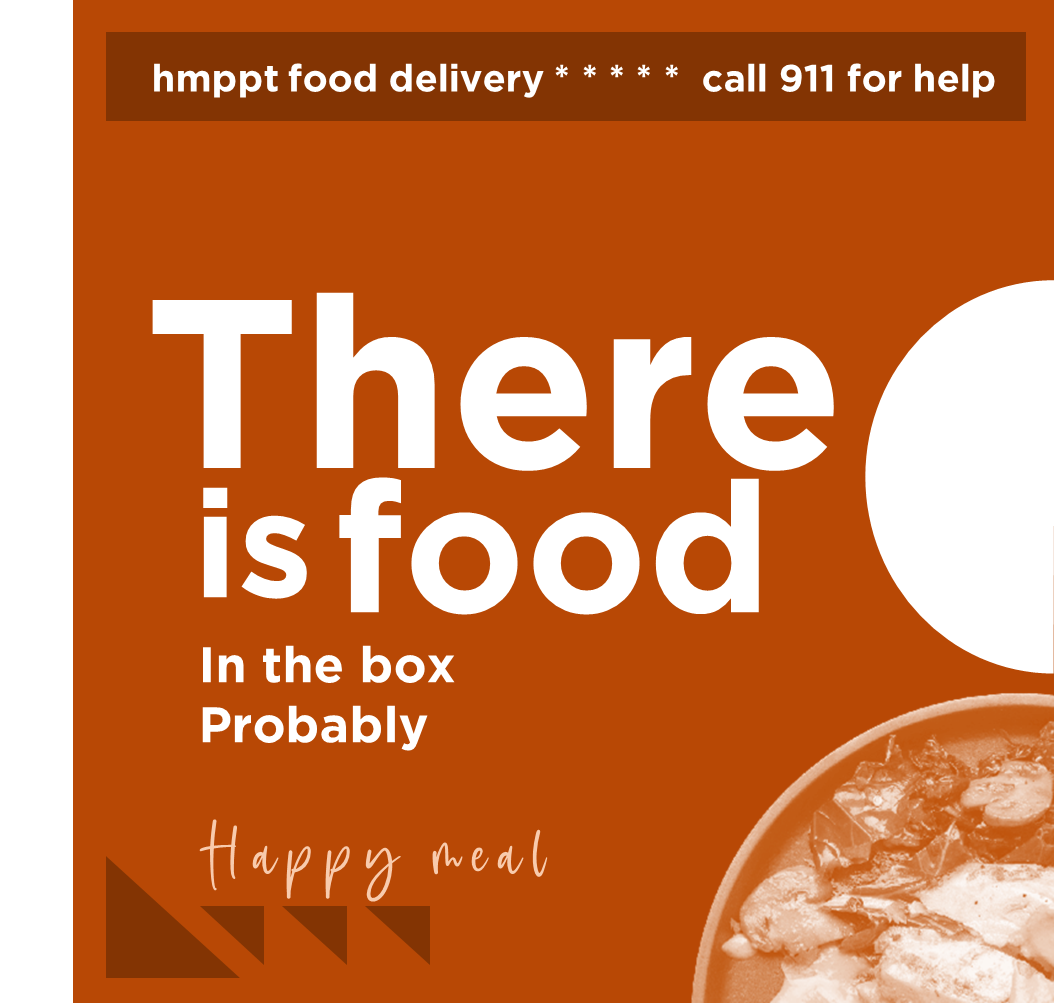 hmppt food delivery * * * * * call 911 for help
There
is food
In the box
Probably
Happy meal